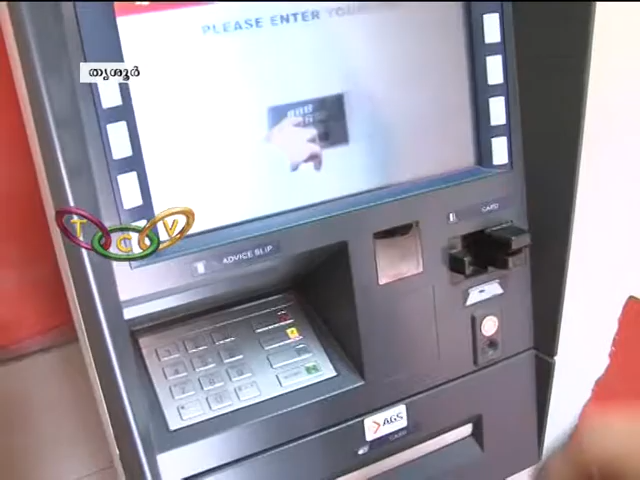 PLEASE ENTER YOUR
തൃശൂർ
TCV
ADVICE SLIP
CARD
AGS